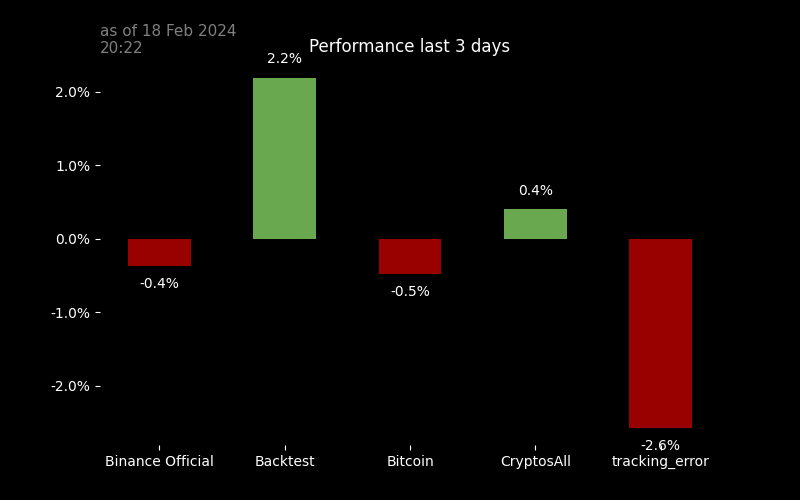 as of 18 Feb 2024
20:22
Performance last 3 days
2.2%
2.0%
1.0%
0.4%
0.0%
-0.4%
-0.5%
-1.0%
-2.0%
-2.6%
Binance Official
Backtest
Bitcoin
CryptosAll
tracking_error